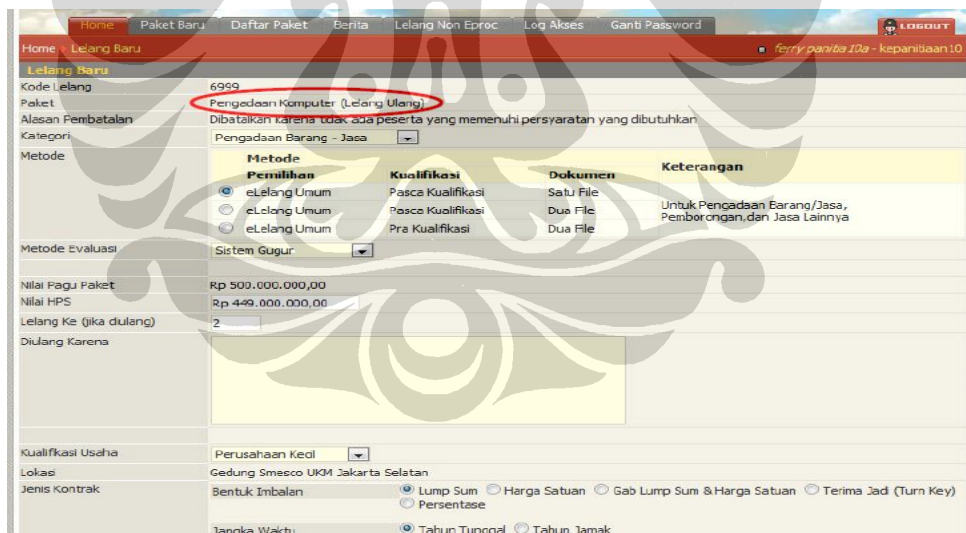 Home Paket Baru Daftar Paket Berita Lelang Non Eproc Log Akses Ganti Password LOGOUT
Home Lelang Baru ferry panitia 10a - kepanitiaan10
Lelang Baru
Kode Lelang 6999
Paket Pengadaan Komputer (Lelang Ulang)
Alasan Pembatalan Dibatalkan karena tidak ada peserta yang memenuhi persyaratan yang dibutuhkan
Kategori Pengadaan Barang - Jasa
Metode Metode Pemilihan Kualifikasi Dokumen Keterangan
eLelang Umum Pasca Kualifikasi Satu File
eLelang Umum Pasca Kualifikasi Dua File
eLelang Umum Pra Kualifikasi Dua File
Untuk Pengadaan Barang/Jasa,
Pemborongan,dan Jasa Lainnya
Metode Evaluasi Sistem Gugur
Nilai Pagu Paket Rp 500.000.000,00
Nilai HPS Rp 449.000.000,00
Lelang Ke (jika diulang) 2
Diulang Karena
Kualifikasi Usaha Perusahaan Kecil
Lokasi Gedung Smesco UKM Jakarta Selatan
Jenis Kontrak Bentuk Imbalan Lump Sum Harga Satuan Gab Lump Sum & Harga Satuan Terima Jadi (Turn Key)
Persentase
Jangka Waktu Tahun Tunggal Tahun Jamak